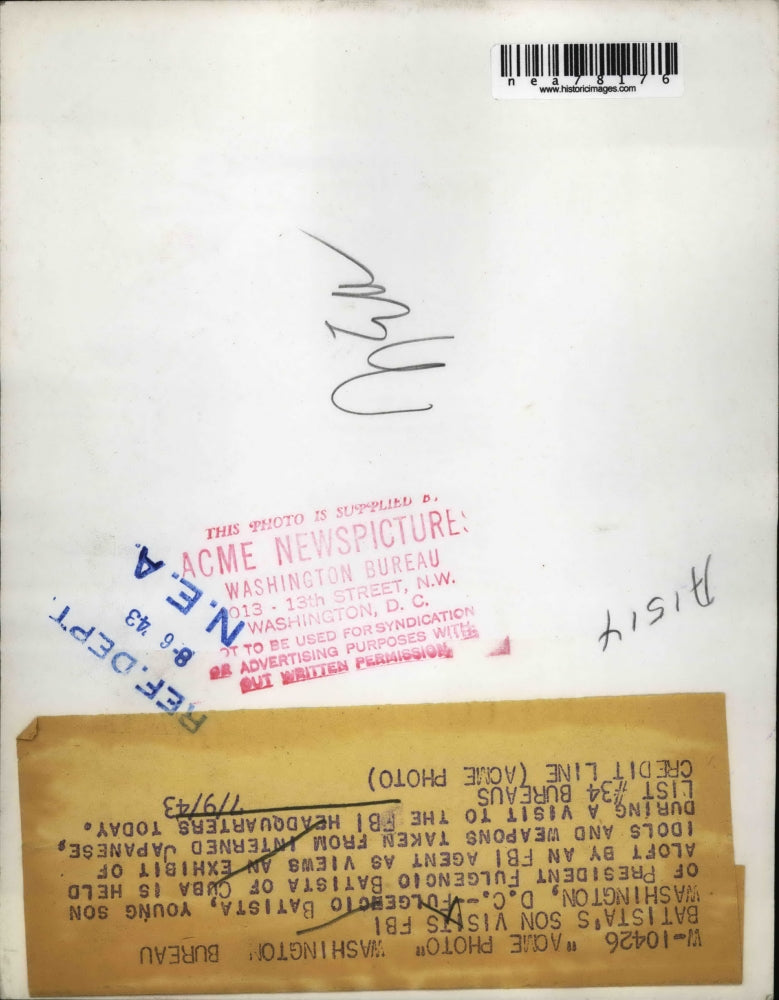 nea78176
www.historicimages.com
THIS PHOTO IS SUPPLIED B
ACME NEWSPICTURES
WASHINGTON BUREAU
1013 - 13th STREET, N.W.
WASHINGTON, D. C.
OT TO BE USED FOR SYNDICATION
OR ADVERTISING PURPOSES WITH
OUT WRITTEN PERMISSION
N.E.A.
8-6 '43
REF. DEPT.
A1514
W-10426 "ACME PHOTO" WASHINGTON BUREAU
BATISTA'S SON VISITS FBI
WASHINGTON, D.C.--FULGENCIO BATISTA, YOUNG SON
OF PRESIDENT FULGENCIO BATISTA OF CUBA IS HELD
ALOFT BY AN FBI AGENT AS VIEWS AN EXHIBIT OF
IDOLS AND WEAPONS TAKEN FROM INTERNED JAPANESE,
DURING A VISIT TO THE FBI HEADQUARTERS TODAY.
LIST #34 BUREAUS 7/9/43
CREDIT LINE (ACME PHOTO)